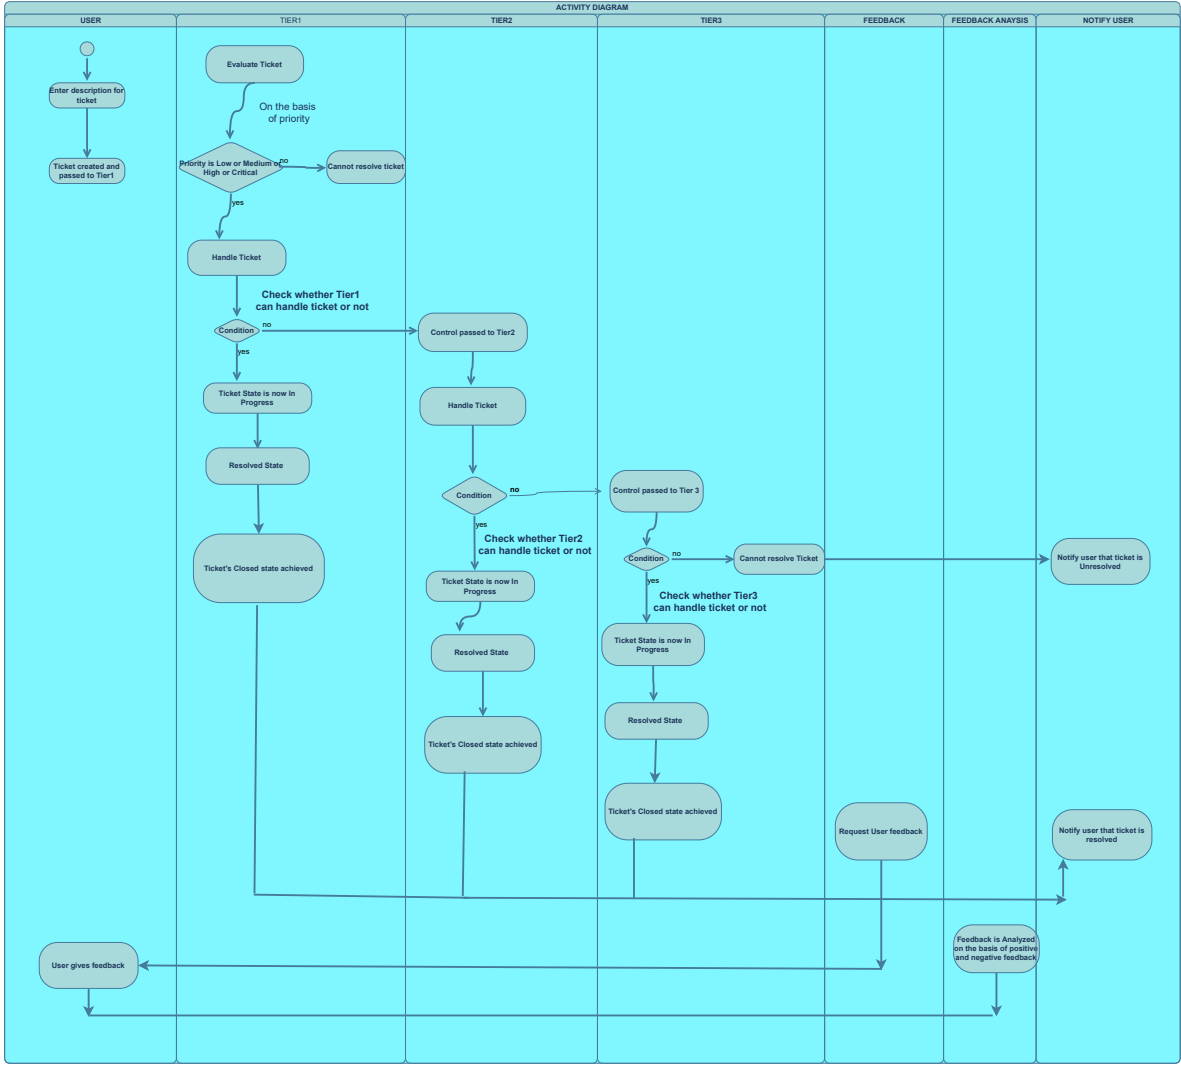 ACTIVITY DIAGRAM
USER
TIER1
TIER2
TIER3
FEEDBACK
FEEDBACK ANAYSIS
NOTIFY USER
Enter description for
ticket
Ticket created and
passed to Tier1
Evaluate Ticket
On the basis
of priority
Priority is Low or Medium or
High or Critical
no
Cannot resolve ticket
yes
Handle Ticket
Check whether Tier1
can handle ticket or not
Condition
no
yes
Ticket State is now In
Progress
Resolved State
Ticket's Closed state achieved
Control passed to Tier2
Handle Ticket
Condition
no
yes
Check whether Tier2
can handle ticket or not
Ticket State is now In
Progress
Resolved State
Ticket's Closed state achieved
Control passed to Tier 3
Condition
no
Cannot resolve Ticket
yes
Check whether Tier3
can handle ticket or not
Ticket State is now In
Progress
Resolved State
Ticket's Closed state achieved
Notify user that ticket is
Unresolved
Request User feedback
Notify user that ticket is
resolved
User gives feedback
Feedback is Analyzed
on the basis of positive
and negative feedback